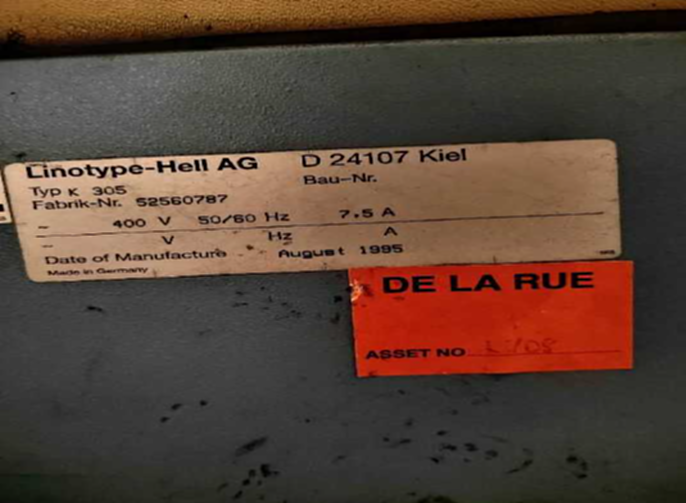 Linotype-Hell AG D 24107 Kiel
Typ K 305 Bau-Nr.
Fabrik-Nr. 52560787
~ 400 V 50/60 Hz 7.5 A
V Hz A
Date of Manufacture August 1995
Made in Germany
DE LA RUE
ASSET NO